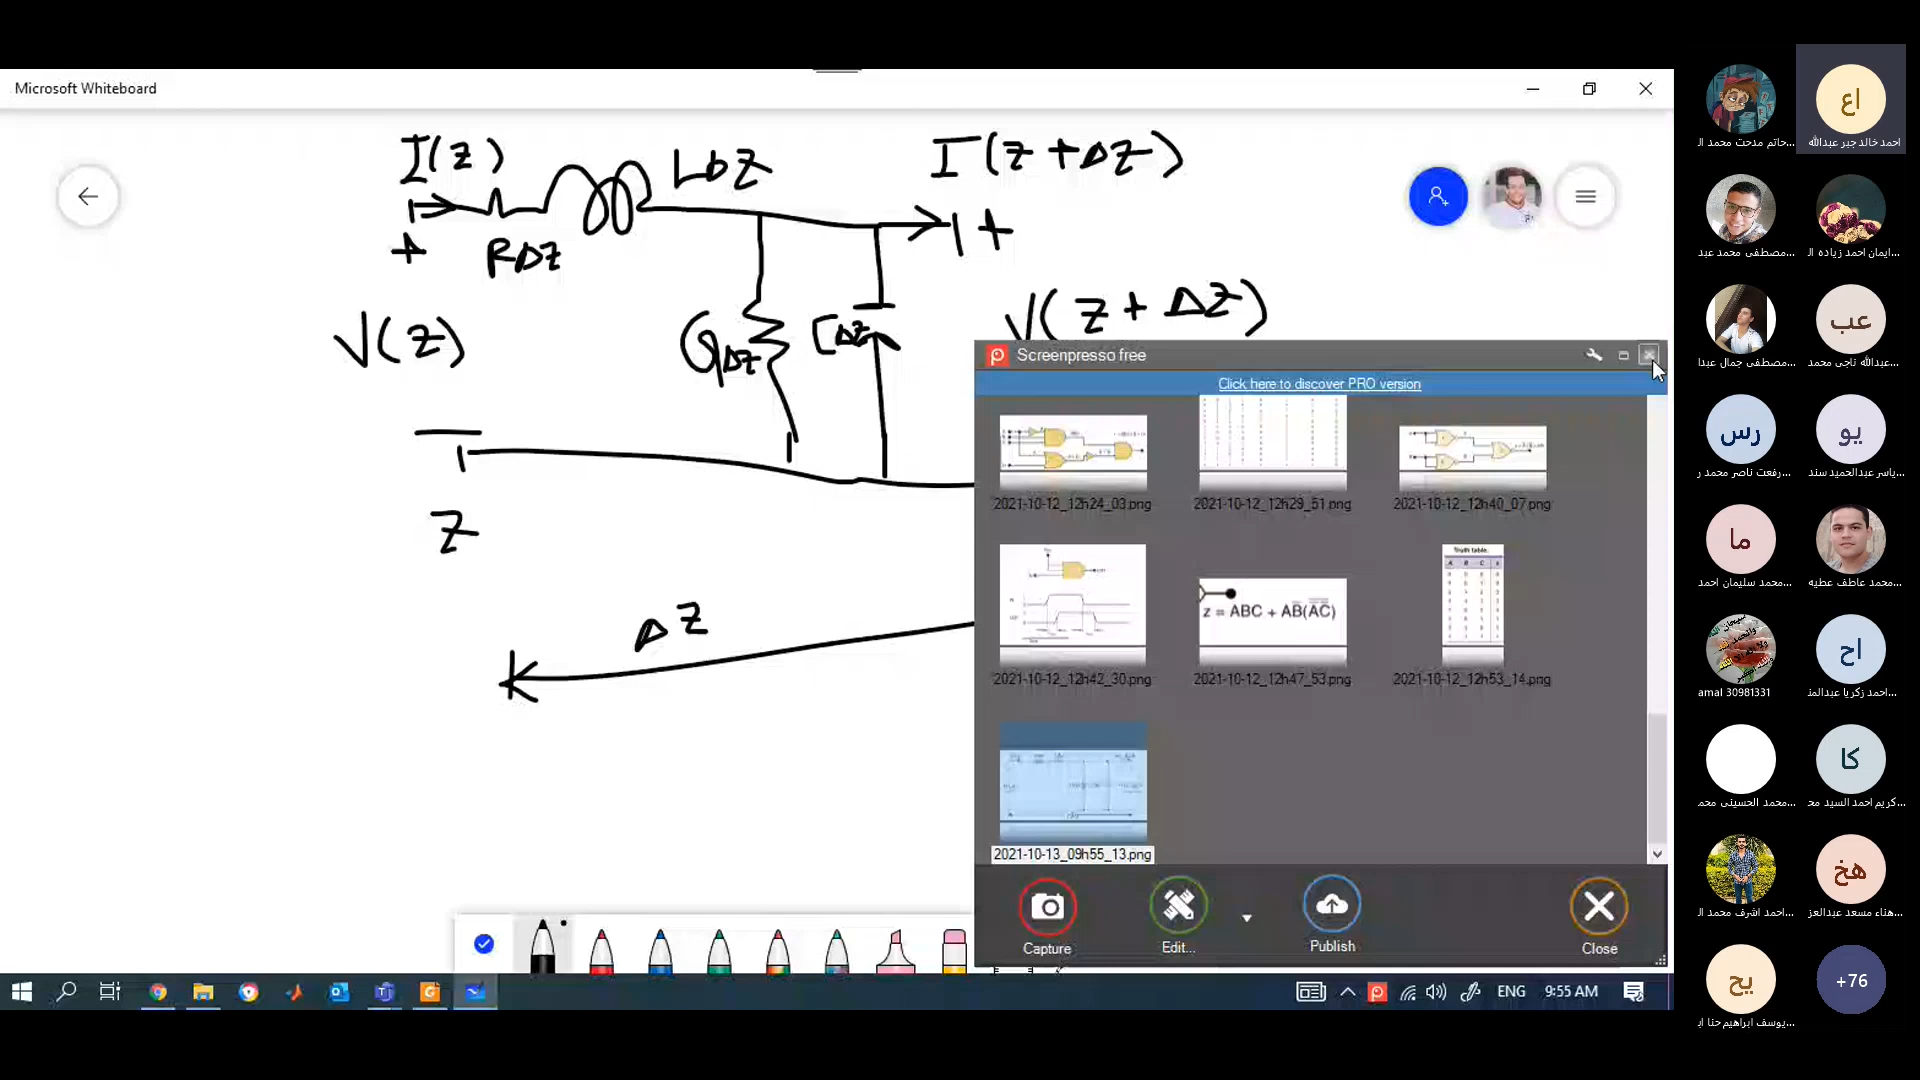 Microsoft Whiteboard
I(z)
LΔZ
I(z+Δz)
+
RΔZ
+
V(z)
GΔZ
CΔZ
V(z+Δz)
Z
ΔZ
Screenpresso free
Click here to discover PRO version
2021-10-12_12h24_03.png
2021-10-12_12h29_51.png
2021-10-12_12h40_07.png
z = ABC + AB̅(A̅C̅)
Truth table.
A B C x
2021-10-12_12h42_30.png
2021-10-12_12h47_53.png
2021-10-12_12h53_14.png
2021-10-13_09h55_13.png
Capture
Edit...
Publish
Close
ENG
9:55 AM
اع
حاتم مدحت محمد ال...
احمد خالد جبر عبدالله
مصطفى محمد عبد...
ايمان احمد زياده ال...
عب
مصطفى جمال عبدا...
عبدالله ناجى محمد...
رس
يو
رفعت ناصر محمد ر...
ياسر عبدالحميد سند...
ما
محمد سليمان احمد...
محمد عاطف عطيه...
اح
amal 30981331
احمد زكريا عبدالمن...
كا
محمد الحسينى محم...
كريم احمد السيد مح...
هخ
احمد اشرف محمد ال...
هناء مسعد عبدالعز...
يح
+76
يوسف ابراهيم حنا اب...